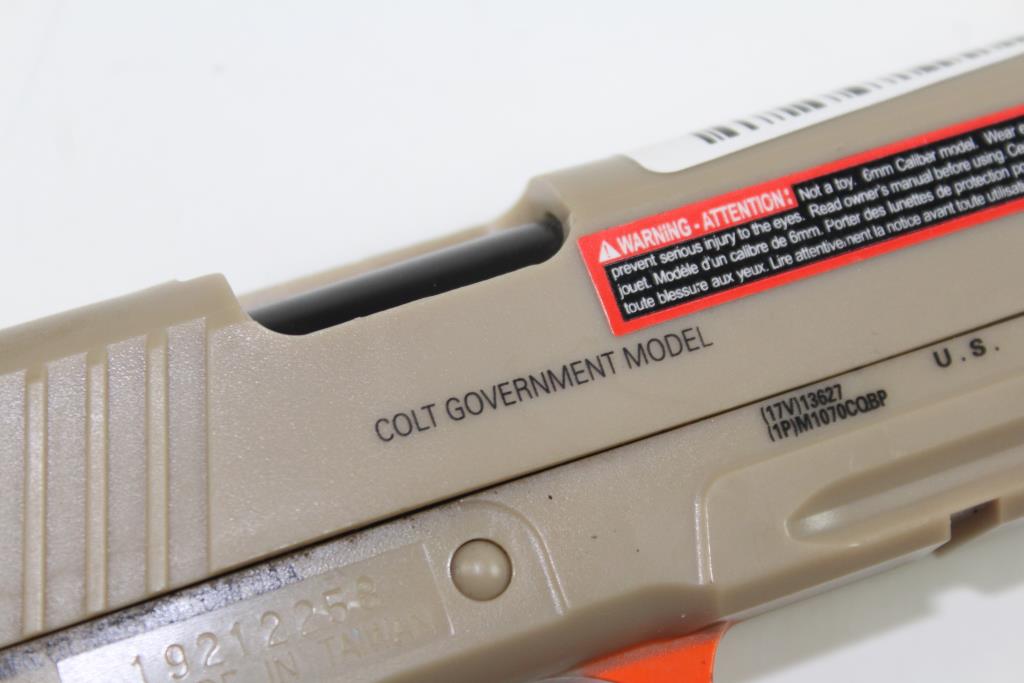 WARNING - ATTENTION: Not a toy. 6mm Caliber model. Wear
prevent serious injury to the eyes. Read owner's manual before using
jouet. Modèle d'un calibre de 6mm. Porter des lunettes de protection
toute blessure aux yeux. Lire attentivement la notice avant toute
COLT GOVERNMENT MODEL
U.S.
(17V)13627
(1P)M1070CQBP
19212258
IN TAIWAN